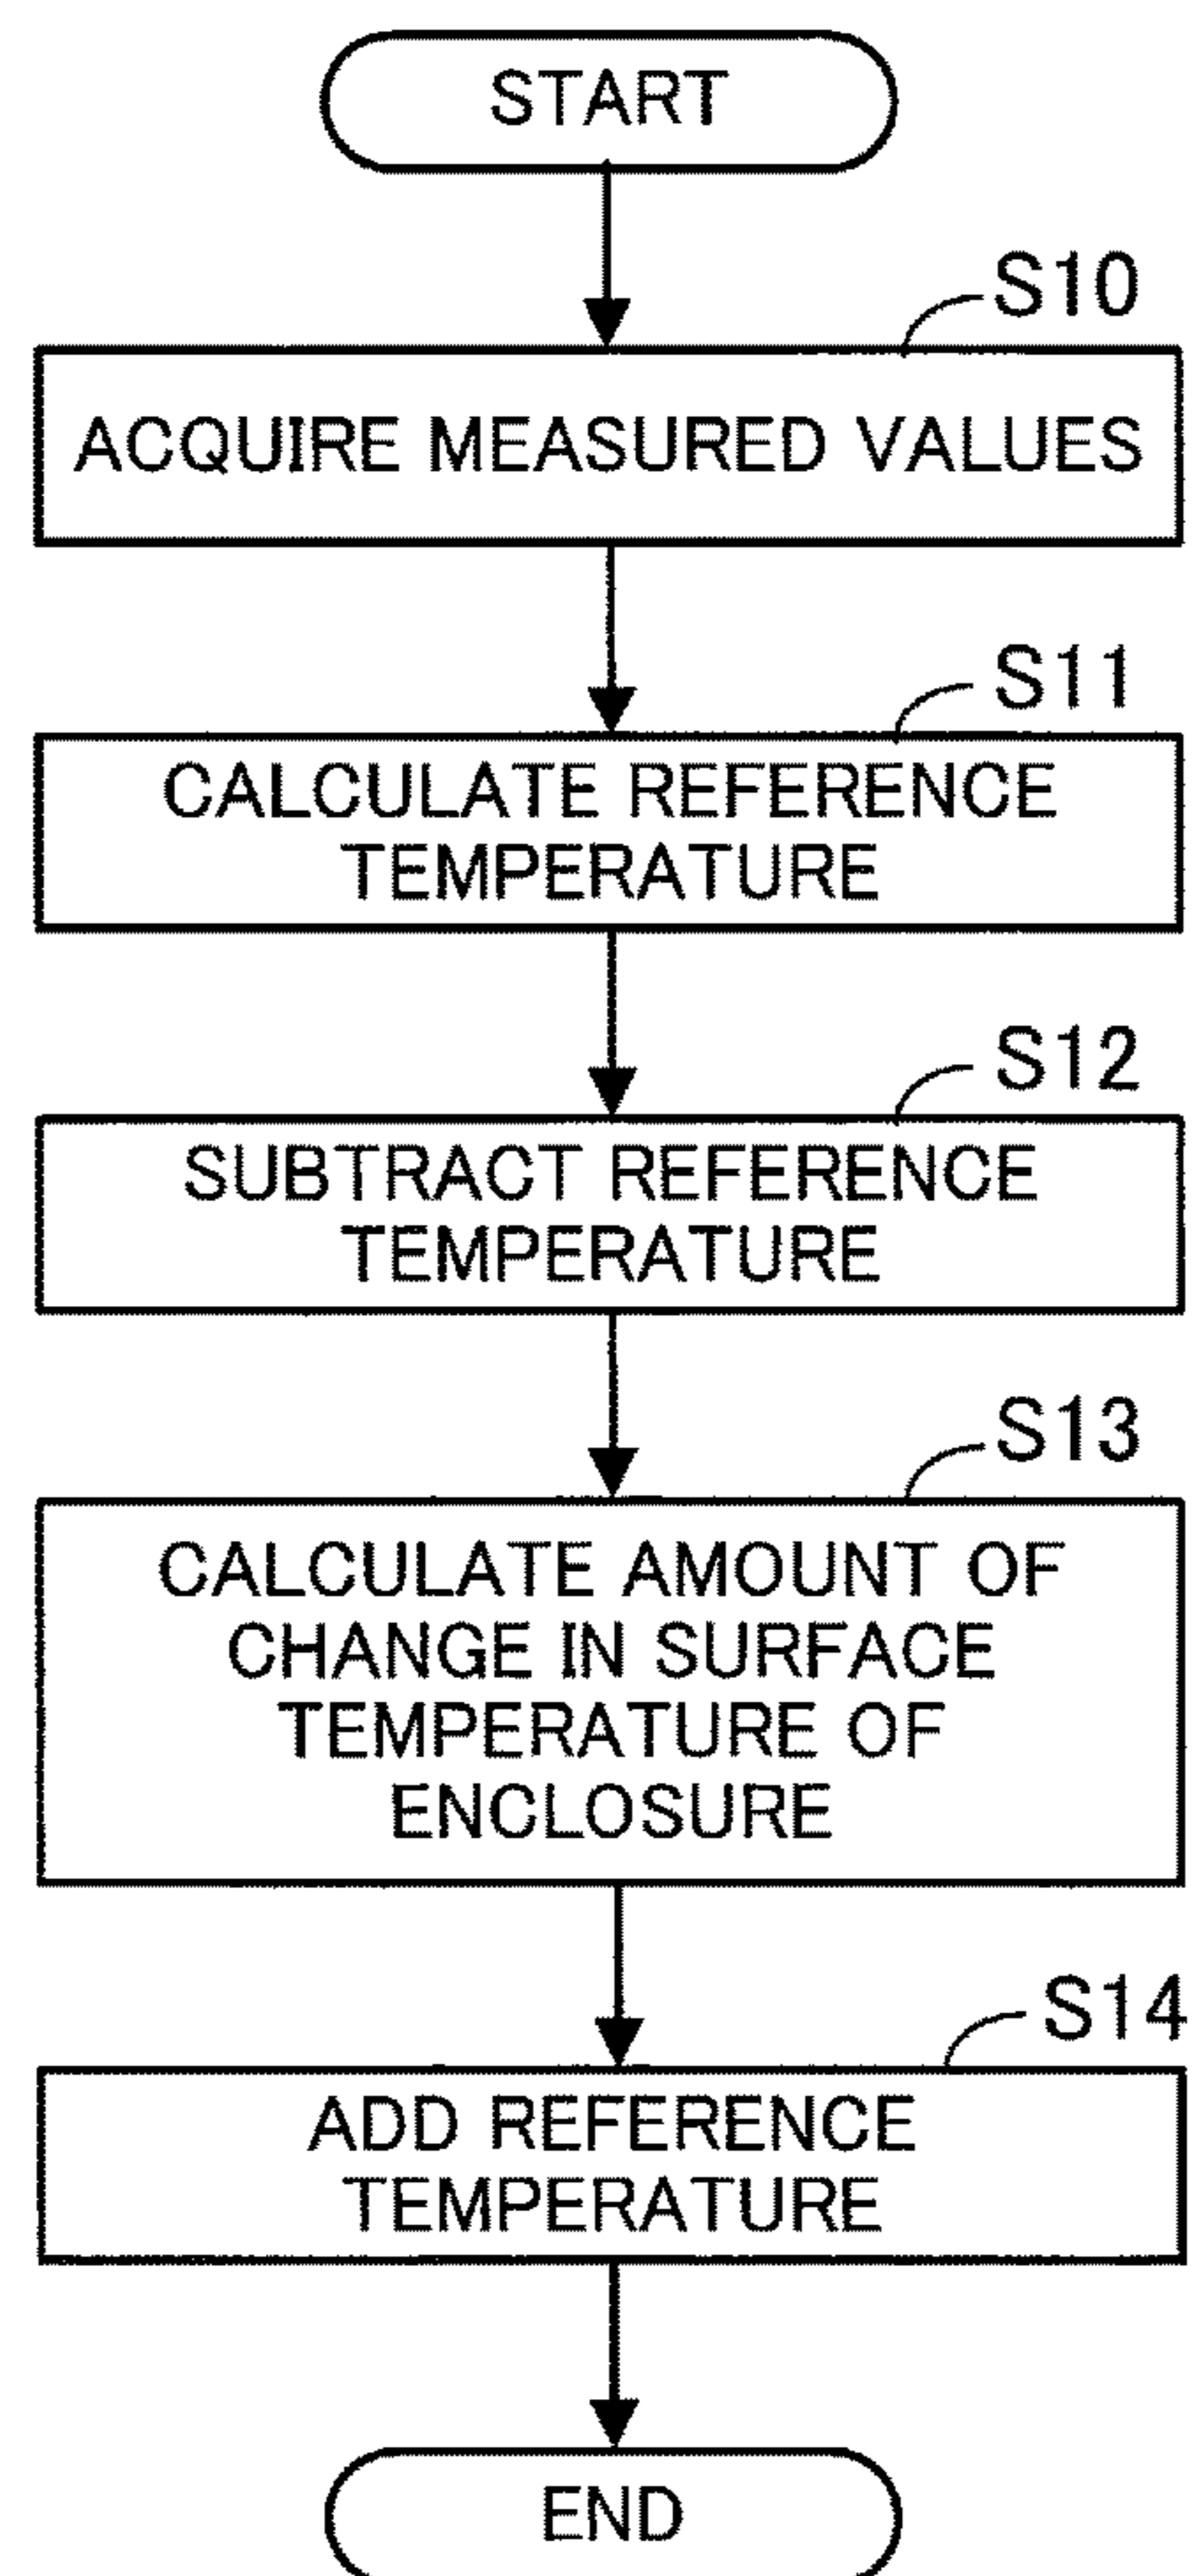 START
S10
ACQUIRE MEASURED VALUES
S11
CALCULATE REFERENCE
TEMPERATURE
S12
SUBTRACT REFERENCE
TEMPERATURE
S13
CALCULATE AMOUNT OF
CHANGE IN SURFACE
TEMPERATURE OF
ENCLOSURE
S14
ADD REFERENCE
TEMPERATURE
END